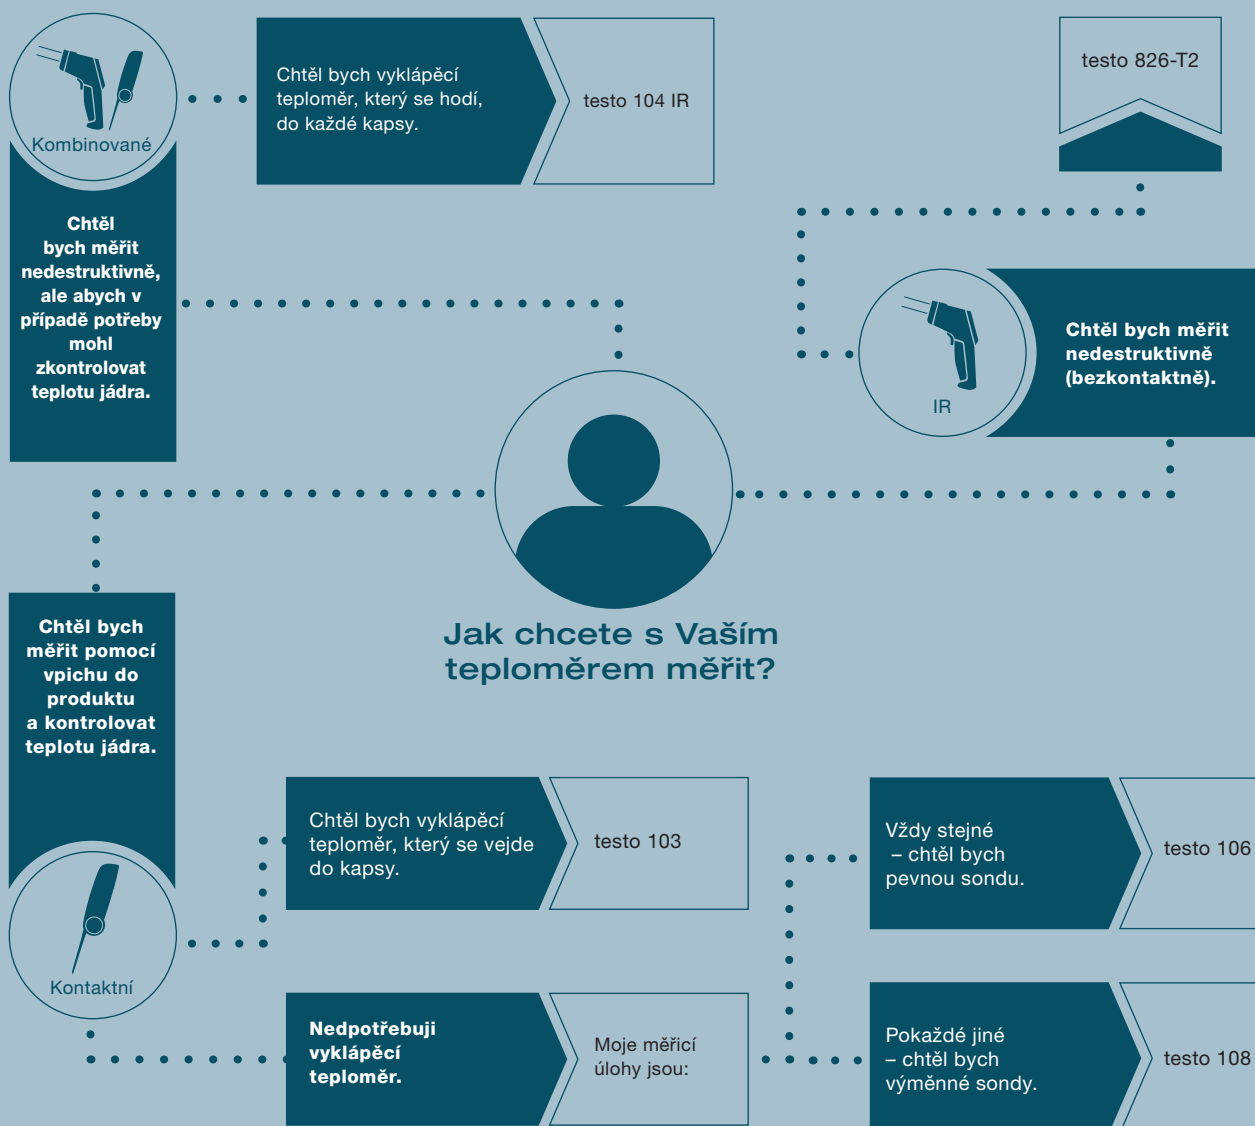 Kombinované
Chtěl
bych měřit
nedestruktivně,
ale abych v
případě potřeby
mohl
zkontrolovat
teplotu jádra.
Chtěl bych vyklápěcí
teploměr, který se hodí,
do každé kapsy.
testo 104 IR
testo 826-T2
IR
Chtěl bych měřit
nedestruktivně
(bezkontaktně).
Jak chcete s Vaším
teploměrem měřit?
Chtěl bych
měřit pomocí
vpichu do
produktu
a kontrolovat
teplotu jádra.
Kontaktní
Chtěl bych vyklápěcí
teploměr, který se vejde
do kapsy.
testo 103
Nedpotřebuji
vyklápěcí
teploměr.
Moje měřicí
úlohy jsou:
Vždy stejné
– chtěl bych
pevnou sondu.
testo 106
Pokaždé jiné
– chtěl bych
výměnné sondy.
testo 108